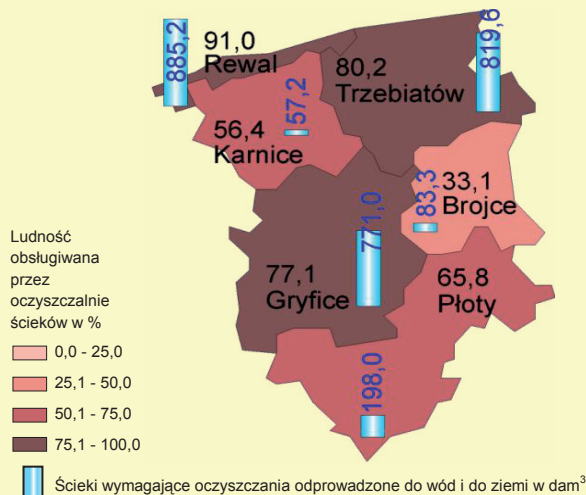 885,2
91,0
Rewal
819,6
80,2
Trzebiatów
57,2
56,4
Karnice
83,3
33,1
Brojce
771,0
77,1
Gryfice
65,8
Płoty
198,0
Ludność
obsługiwana
przez
oczyszczalnie
ścieków w %
0,0 - 25,0
25,1 - 50,0
50,1 - 75,0
75,1 - 100,0
Ścieki wymagające oczyszczania odprowadzone do wód i do ziemi w dam³